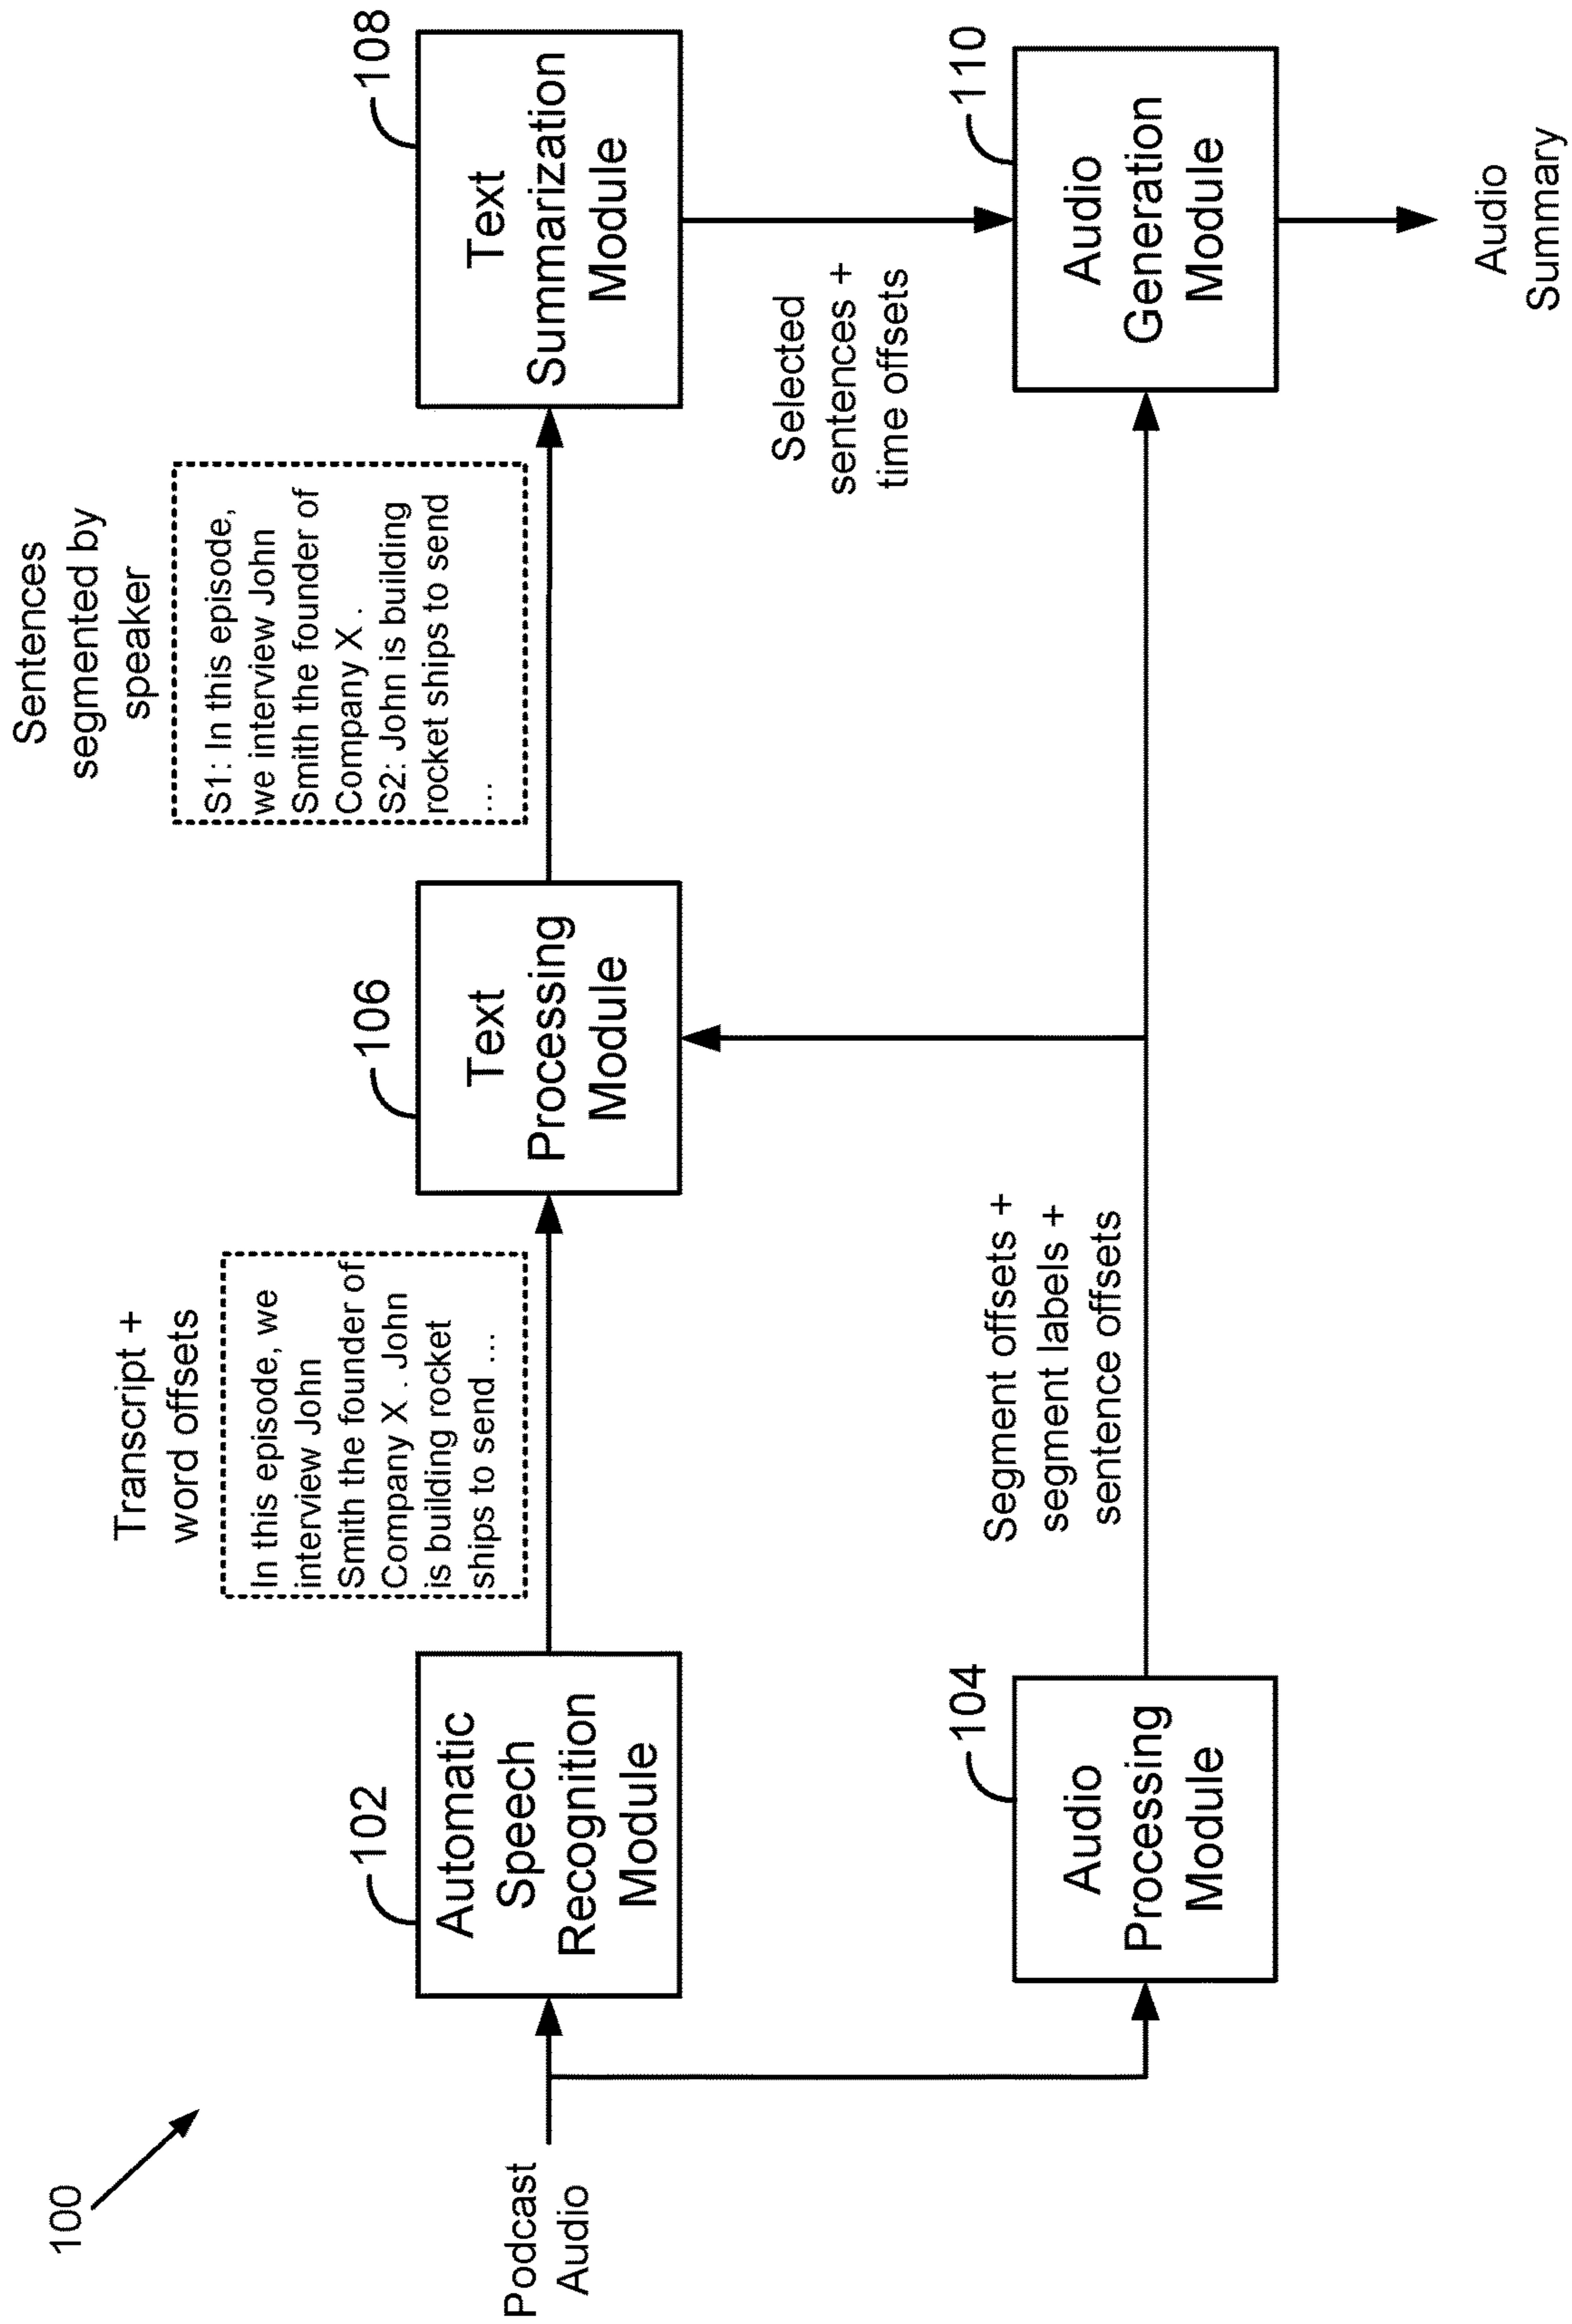 100
Podcast
Audio
102
Automatic
Speech
Recognition
Module
Transcript +
word offsets
In this episode, we
interview John
Smith the founder of
Company X . John
is building rocket
ships to send ...
106
Text
Processing
Module
Sentences
segmented by
speaker
S1: In this episode,
we interview John
Smith the founder of
Company X .
S2: John is building
rocket ships to send
...
108
Text
Summarization
Module
104
Audio
Processing
Module
Segment offsets +
segment labels +
sentence offsets
Selected
sentences +
time offsets
110
Audio
Generation
Module
Audio
Summary